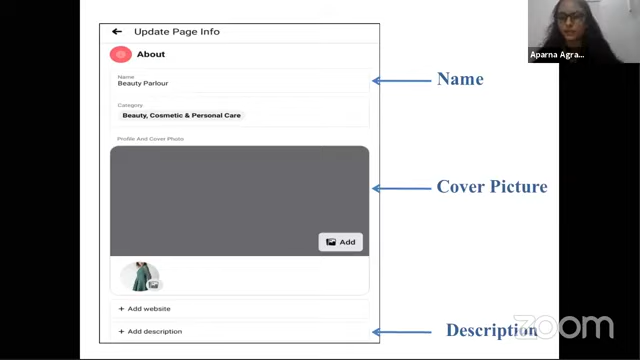 Update Page Info
About
Name
Beauty Parlour
Category
Beauty, Cosmetic & Personal Care
Profile And Cover Photo
Add
+ Add website
+ Add description
Name
Cover Picture
Description
Aparna Agra...
zoom